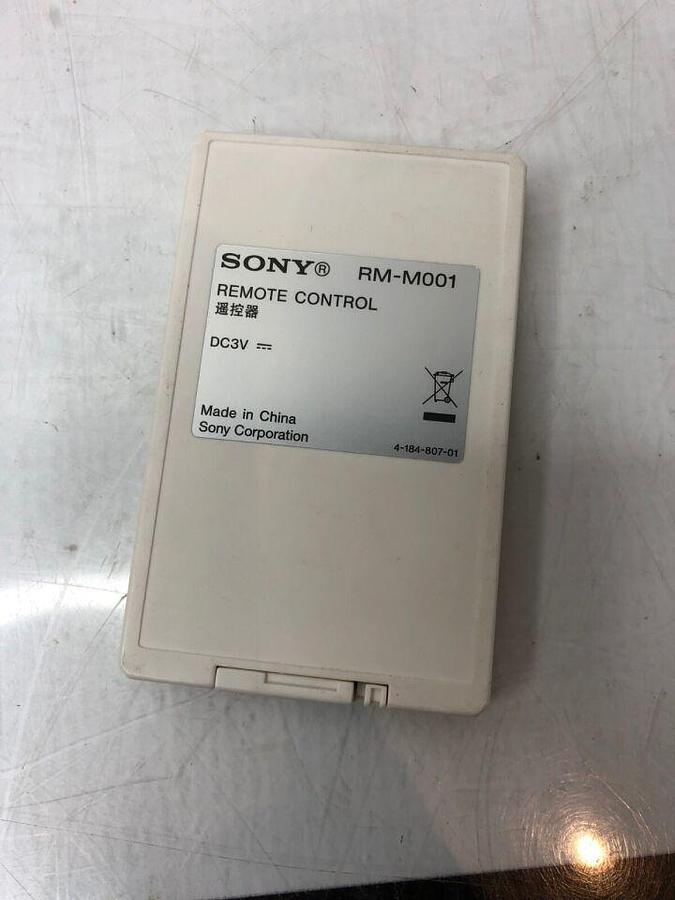 SONY® RM-M001
REMOTE CONTROL
遥控器
DC3V ⎓
Made in China
Sony Corporation
4-184-807-01